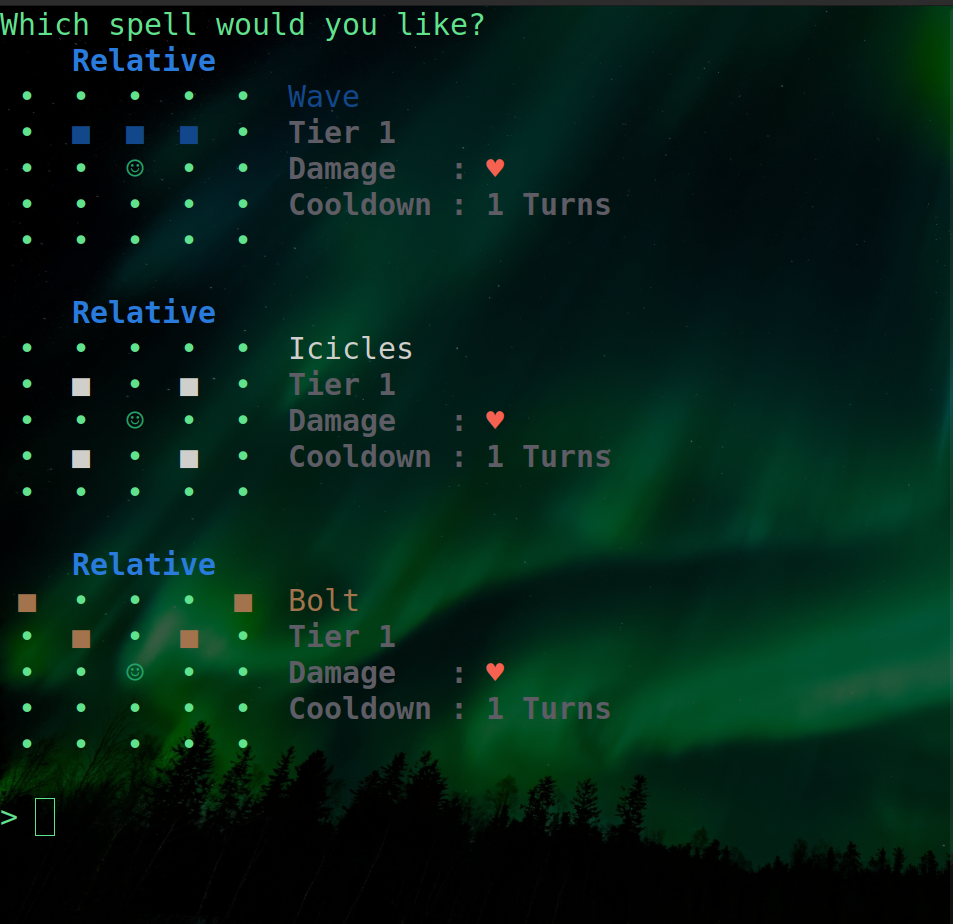 Which spell would you like?
Relative
• • • • • Wave
• ■ ■ ■ • Tier 1
• • ☺ • • Damage : ♥
• • • • • Cooldown : 1 Turns
• • • • •
Relative
• • • • • Icicles
• ■ • ■ • Tier 1
• • ☺ • • Damage : ♥
• ■ • ■ • Cooldown : 1 Turns
• • • • •
Relative
■ • • • ■ Bolt
• ■ • ■ • Tier 1
• • ☺ • • Damage : ♥
• • • • • Cooldown : 1 Turns
• • • • •
>